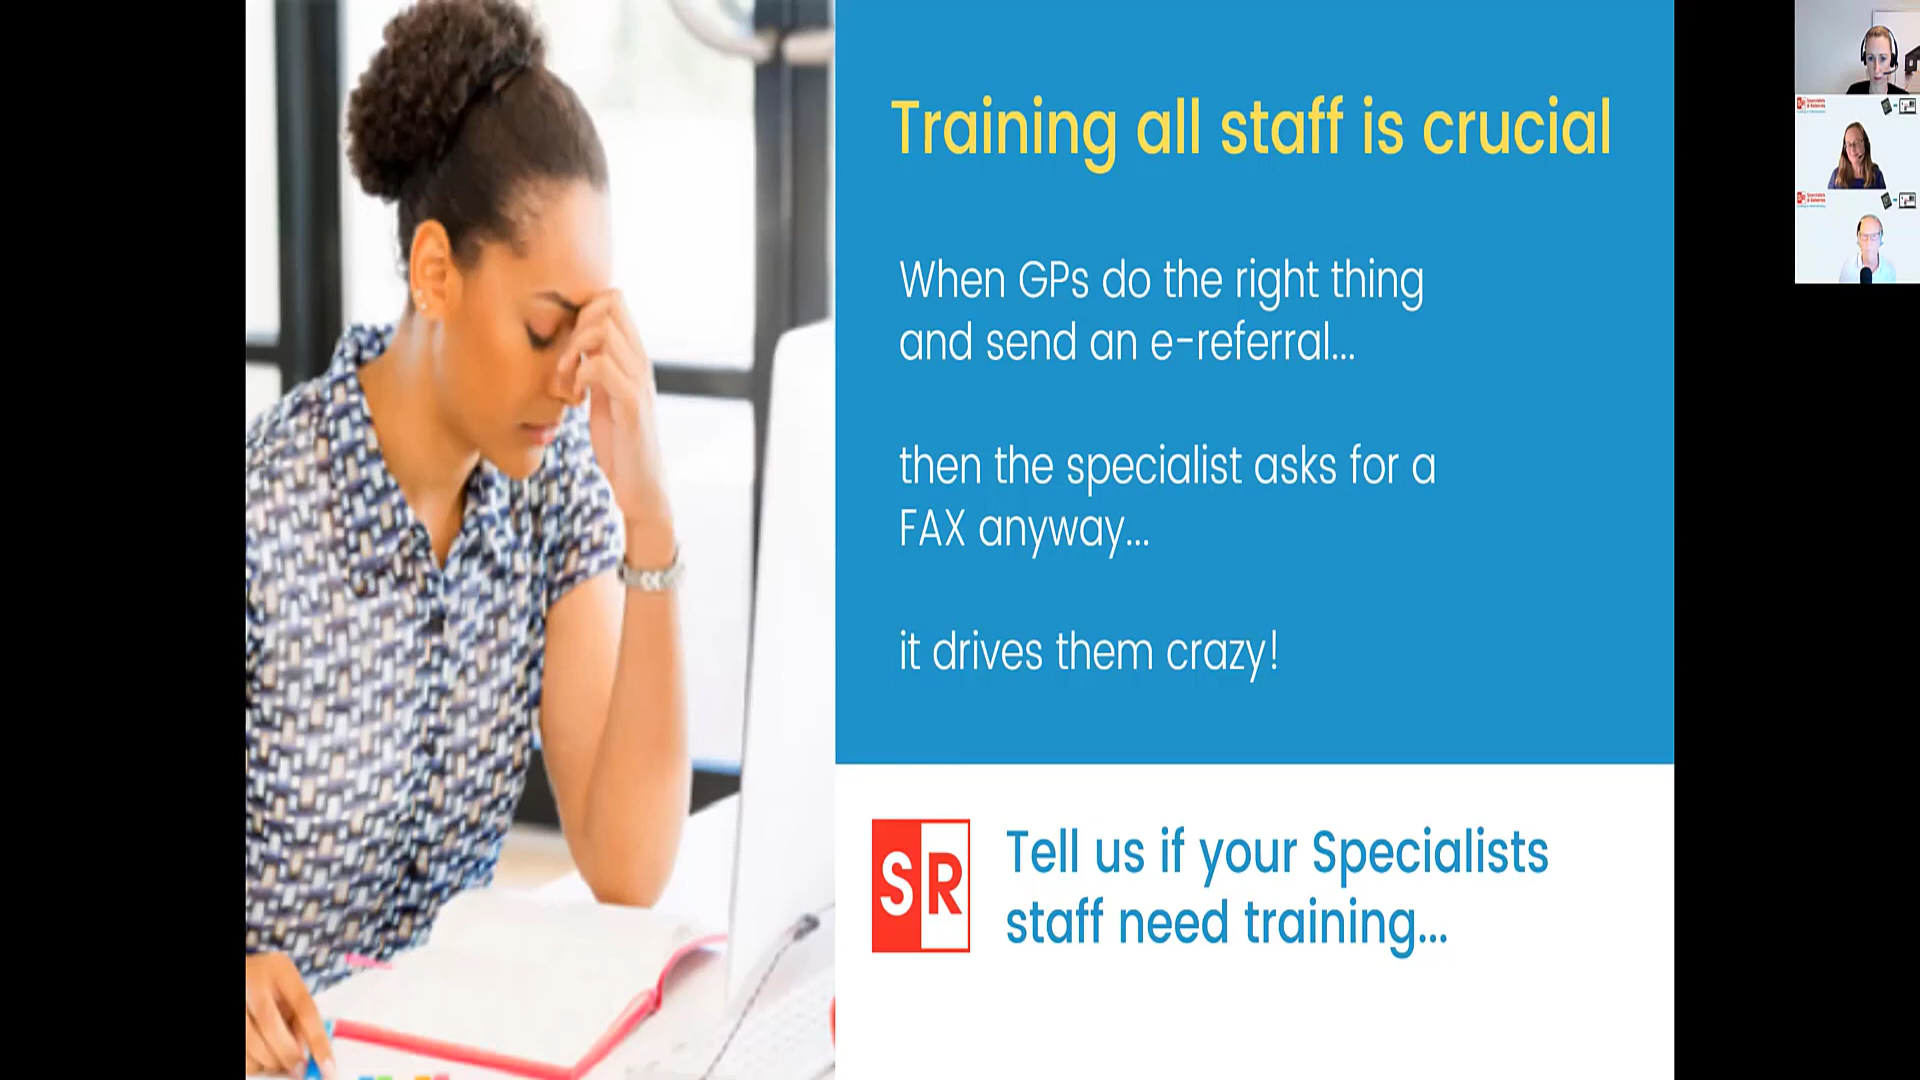 Training all staff is crucial
When GPs do the right thing
and send an e-referral...
then the specialist asks for a
FAX anyway...
it drives them crazy!
SR
Tell us if your Specialists
staff need training...